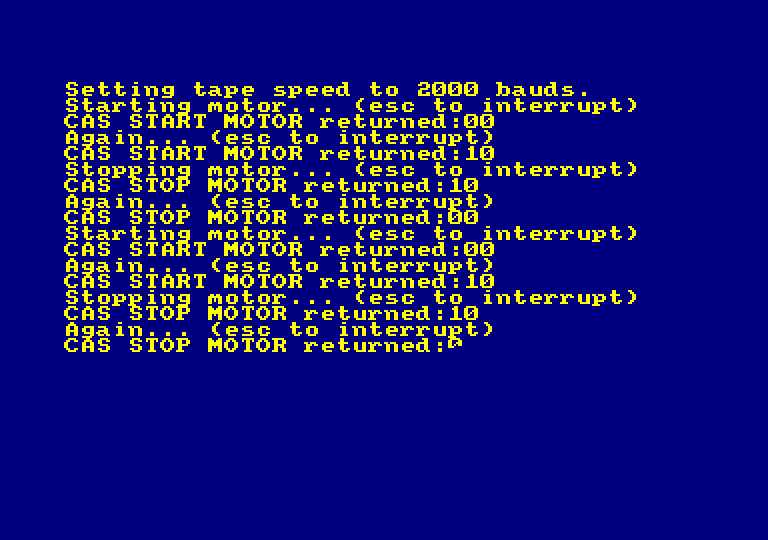 Setting tape speed to 2000 bauds.
Starting motor... (esc to interrupt)
CAS START MOTOR returned:00
Again... (esc to interrupt)
CAS START MOTOR returned:10
Stopping motor... (esc to interrupt)
CAS STOP MOTOR returned:10
Again... (esc to interrupt)
CAS STOP MOTOR returned:00
Starting motor... (esc to interrupt)
CAS START MOTOR returned:00
Again... (esc to interrupt)
CAS START MOTOR returned:10
Stopping motor... (esc to interrupt)
CAS STOP MOTOR returned:10
Again... (esc to interrupt)
CAS STOP MOTOR returned: